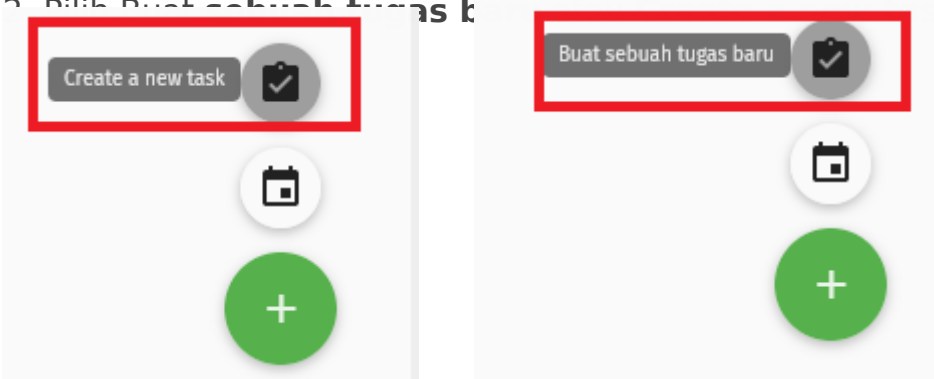 Pilih Buat sebuah tugas
Create a new task
Buat sebuah tugas baru